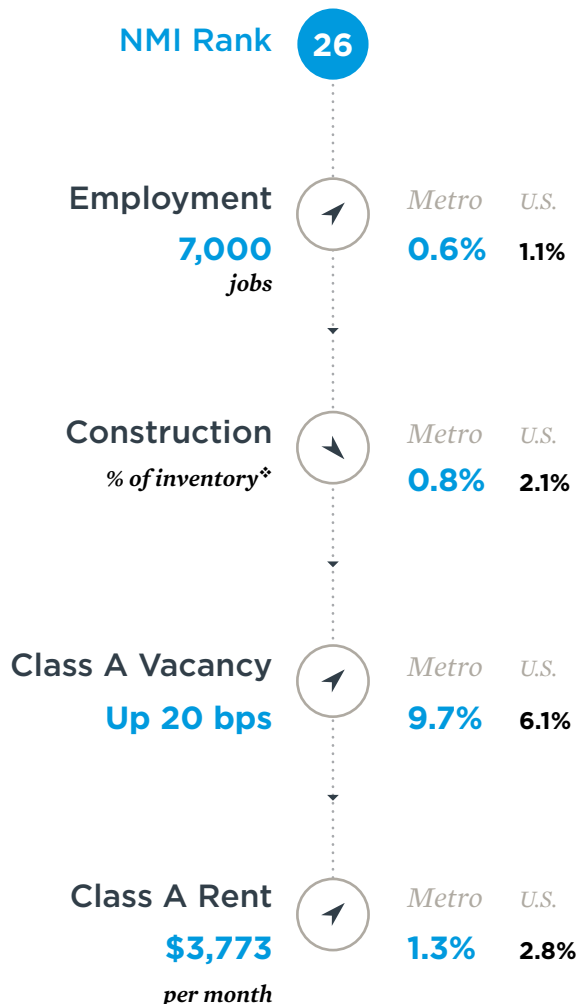 NMI Rank 26
Employment Metro U.S.
7,000 0.6% 1.1%
jobs
Construction Metro U.S.
% of inventory❖ 0.8% 2.1%
Class A Vacancy Metro U.S.
Up 20 bps 9.7% 6.1%
Class A Rent Metro U.S.
$3,773 1.3% 2.8%
per month